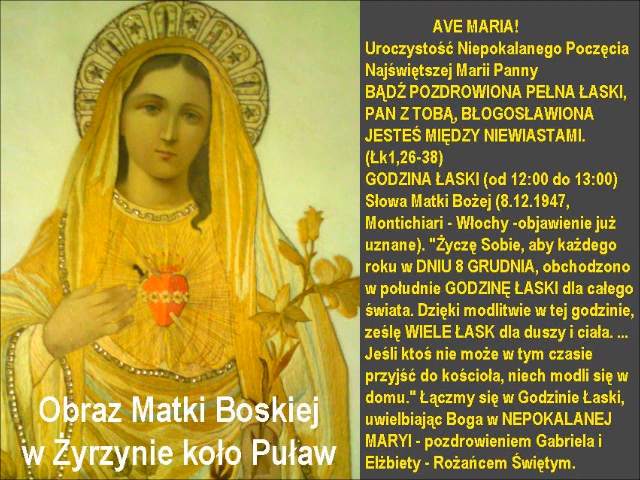 AVE MARIA!
Uroczystość Niepokalanego Poczęcia
Najświętszej Marii Panny
BĄDŹ POZDROWIONA PEŁNA ŁASKI,
PAN Z TOBĄ, BŁOGOSŁAWIONA
JESTEŚ MIĘDZY NIEWIASTAMI.
(Łk1,26-38)
GODZINA ŁASKI (od 12:00 do 13:00)
Słowa Matki Bożej (8.12.1947,
Montichiari - Włochy -objawienie już
uznane). "Życzę Sobie, aby każdego
roku w DNIU 8 GRUDNIA, obchodzono
w południe GODZINĘ ŁASKI dla całego
świata. Dzięki modlitwie w tej godzinie,
ześlę WIELE ŁASK dla duszy i ciała. ...
Jeśli ktoś nie może w tym czasie
przyjść do kościoła, niech modli się w
domu." Łączmy się w Godzinie Łaski,
uwielbiając Boga w NEPOKALANEJ
MARYI - pozdrowieniem Gabriela i
Elżbiety - Rożańcem Świętym.
Obraz Matki Boskiej
w Żyrzynie koło Puław